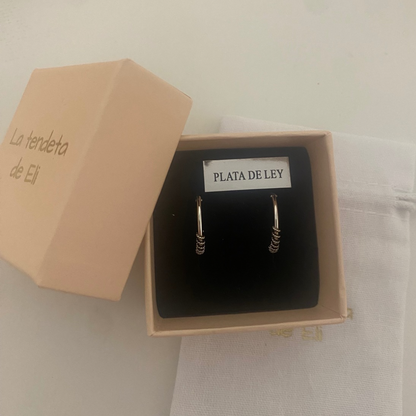 La tendeta
de Eli
PLATA DE LEY